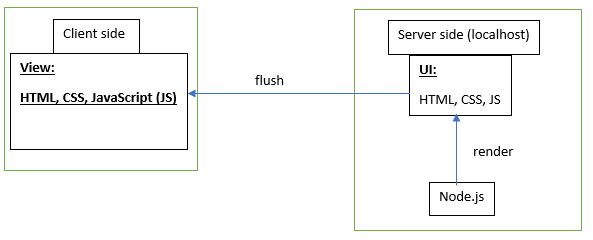 Client side
View:
HTML, CSS, JavaScript (JS)
flush
Server side (localhost)
UI:
HTML, CSS, JS
render
Node.js